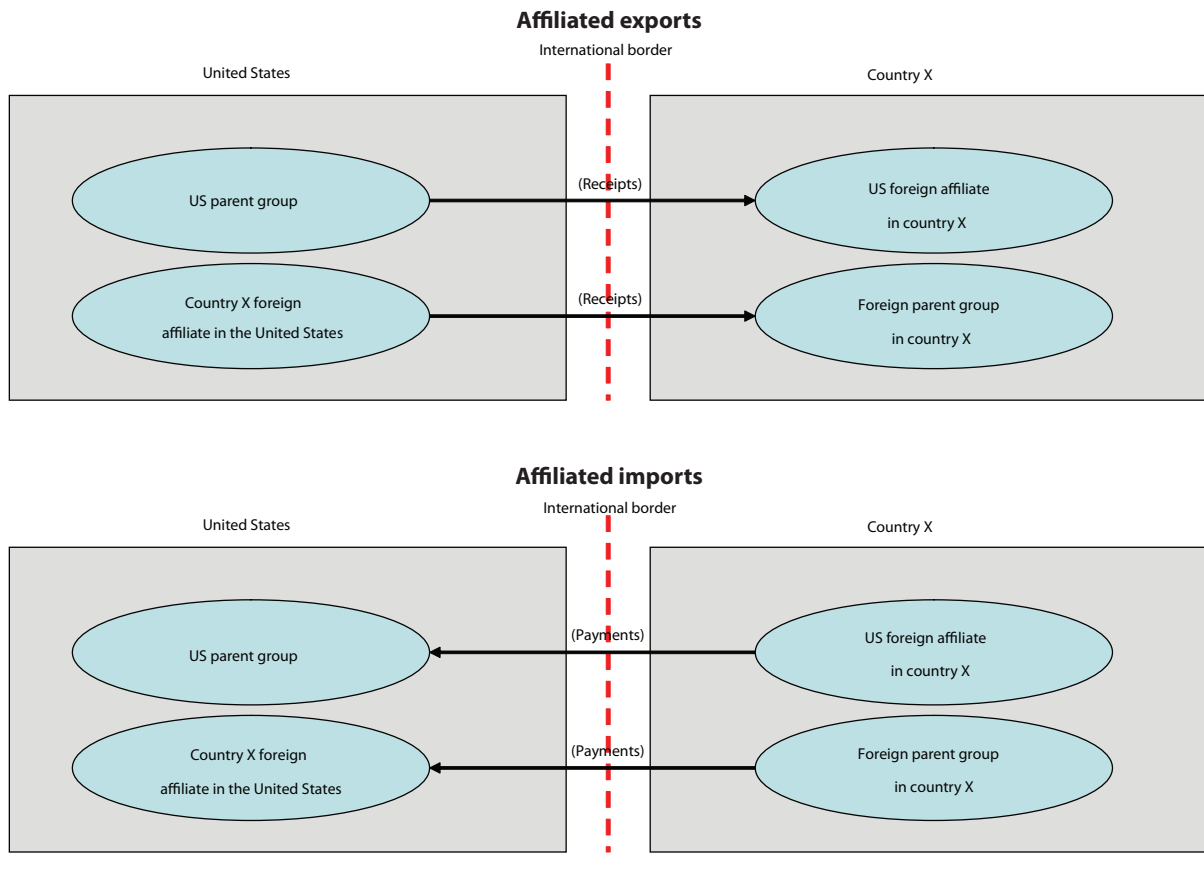 Affiliated exports
International border
United States
Country X
US parent group
(Receipts)
US foreign affiliate
in country X
Country X foreign
affiliate in the United States
(Receipts)
Foreign parent group
in country X
Affiliated imports
International border
United States
Country X
US parent group
(Payments)
US foreign affiliate
in country X
Country X foreign
affiliate in the United States
(Payments)
Foreign parent group
in country X